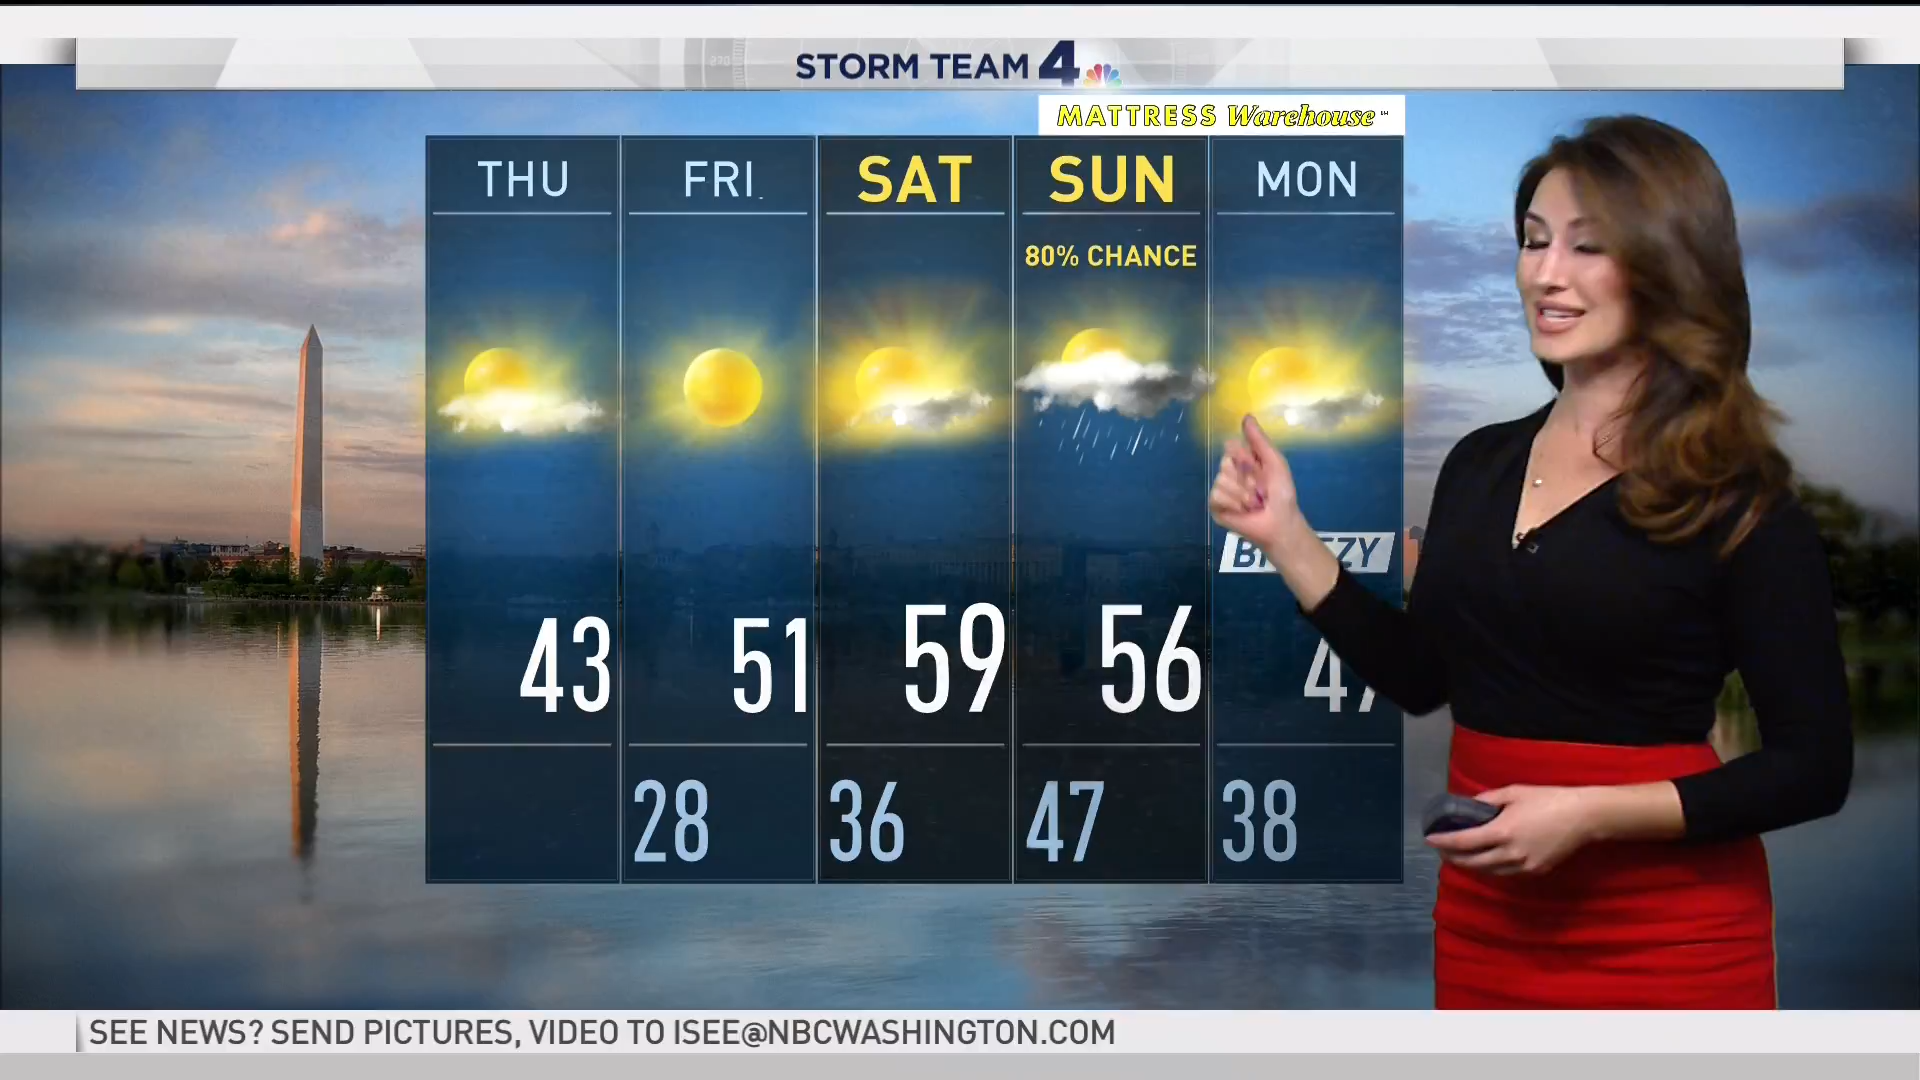 STORM TEAM 4
MATTRESS Warehouse
THU FRI SAT SUN MON
80% CHANCE
43 51 59 56
28 36 47 38
SEE NEWS? SEND PICTURES, VIDEO TO ISEE@NBCWASHINGTON.COM